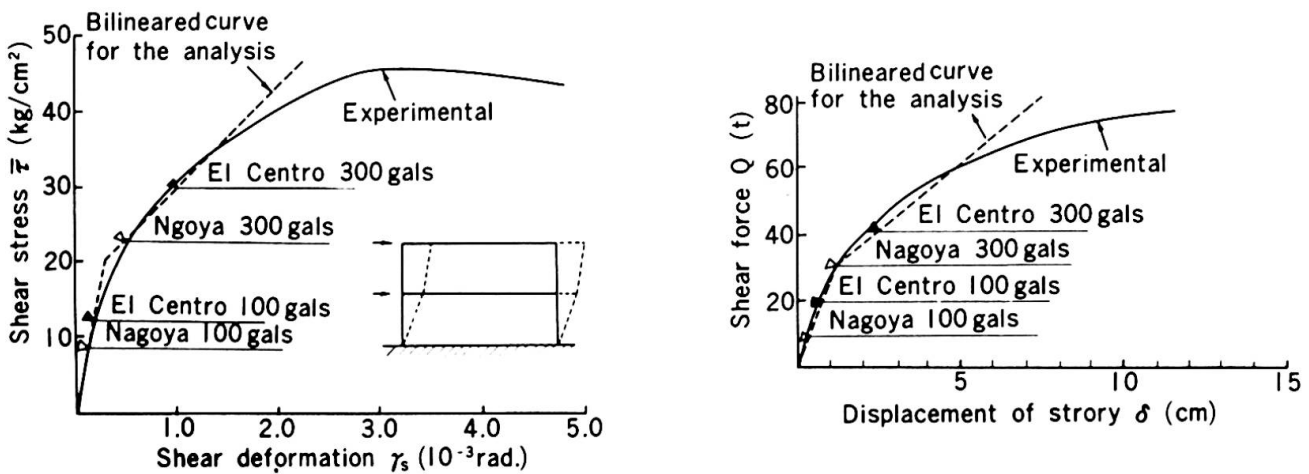 Bilineared curve
for the analysis
50
40
30
20
10
Shear stress τ̅ (kg/cm²)
Experimental
El Centro 300 gals
Ngoya 300 gals
El Centro 100 gals
Nagoya 100 gals
1.0 2.0 3.0 4.0 5.0
Shear deformation γs (10⁻³ rad.)
Bilineared curve
for the analysis
80
60
40
20
Shear force Q (t)
Experimental
El Centro 300 gals
Nagoya 300 gals
El Centro 100 gals
Nagoya 100 gals
5 10 15
Displacement of strory δ (cm)